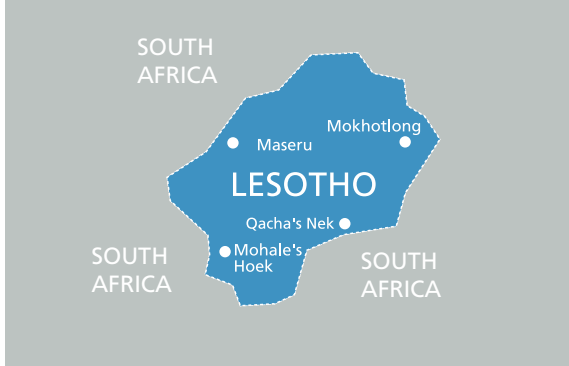 SOUTH
AFRICA
Mokhotlong
Maseru
LESOTHO
Qacha's Nek
Mohale's
Hoek
SOUTH
AFRICA
SOUTH
AFRICA